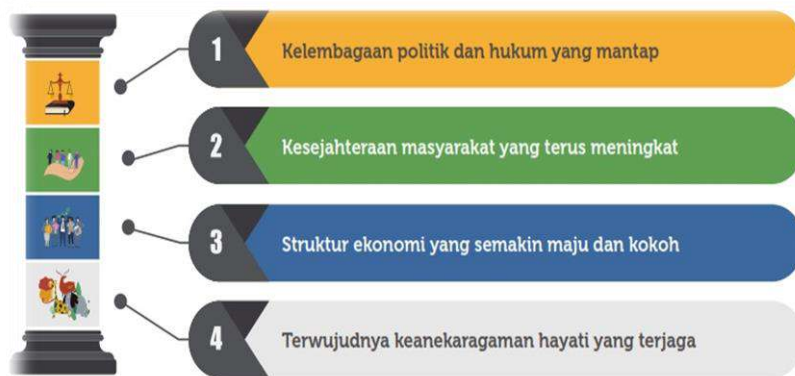 1
Kelembagaan politik dan hukum yang mantap
2
Kesejahteraan masyarakat yang terus meningkat
3
Struktur ekonomi yang semakin maju dan kokoh
4
Terwujudnya keanekaragaman hayati yang terjaga